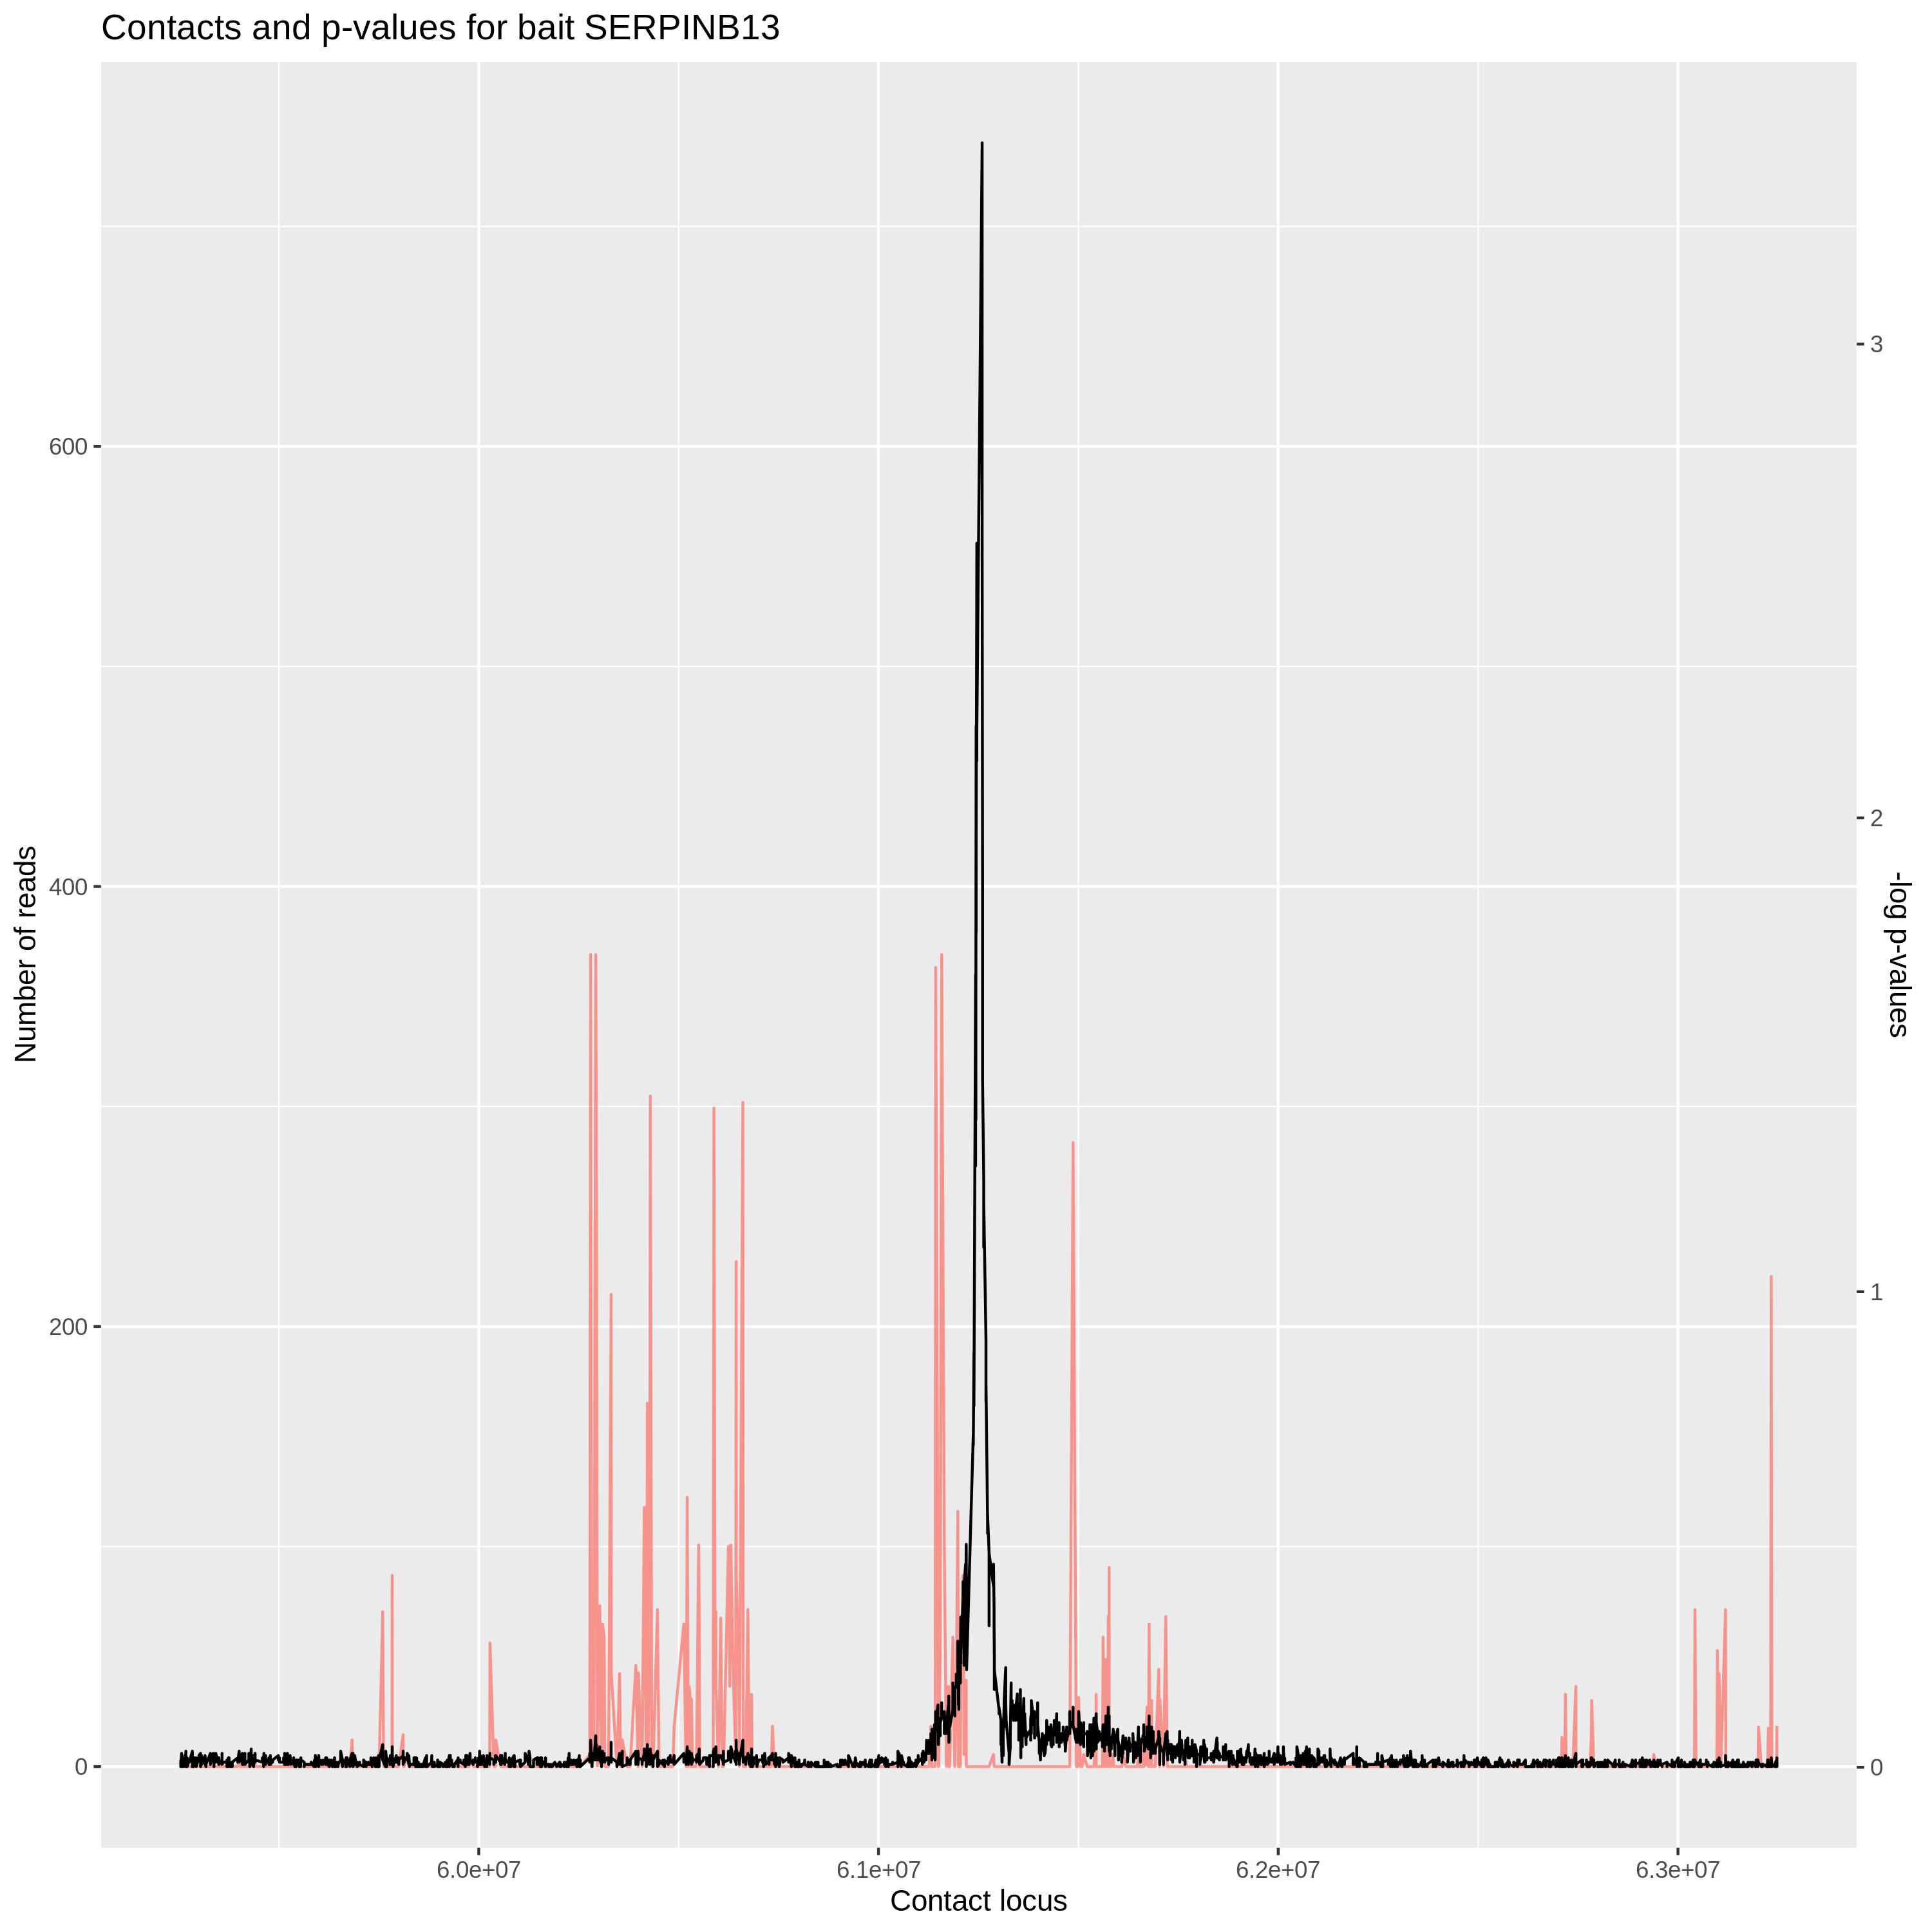 Contacts and p-values for bait SERPINB13
Number of reads
600
400
200
0
3
2
1
0
-log p-values
6.0e+07
6.1e+07
6.2e+07
6.3e+07
Contact locus